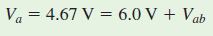 Va = 4.67 V = 6.0 V + Vab